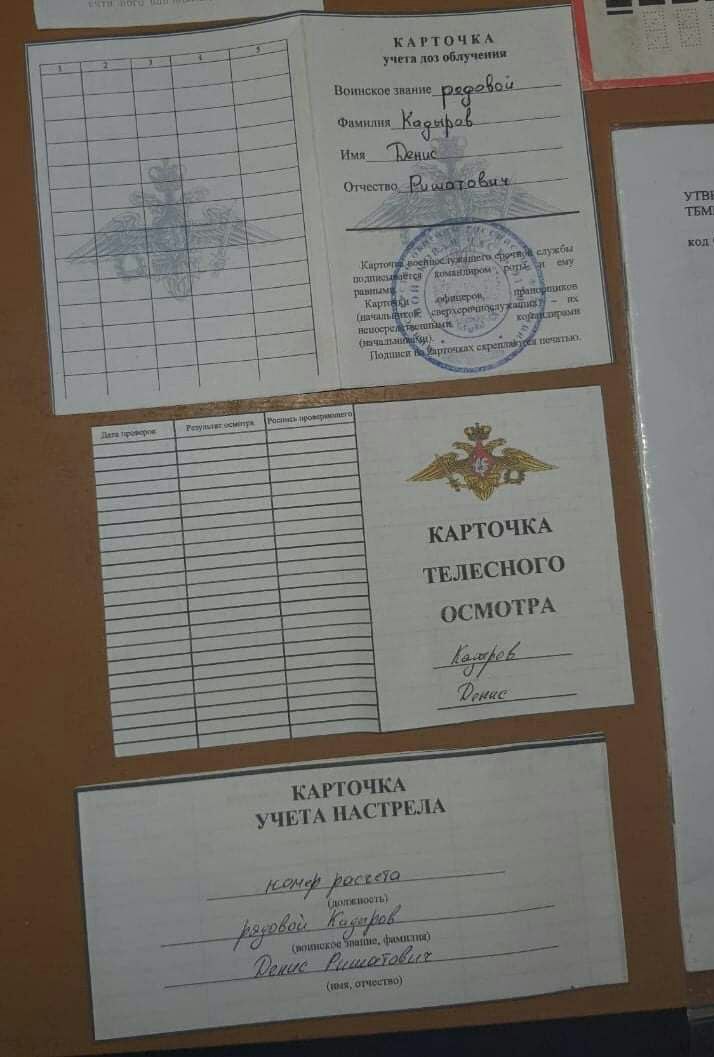 1 2 3 4 5
КАРТОЧКА
учета доз облучения
Воинское звание рядовой
Фамилия Кадыров
Имя Денис
Отчество Ришатович
Карточка военнослужащего срочной службы
подписывается командиром роты и ему
равными.
Карточки офицеров, прапорщиков
(начальников, сверхсрочнослужащих) – их
непосредственными командирами
(начальниками).
Подписи на карточках скрепляются печатью.
Дата проверок Результат осмотра Роспись проверяющего
КАРТОЧКА
ТЕЛЕСНОГО
ОСМОТРА
Кадыров
Денис
КАРТОЧКА
УЧЕТА НАСТРЕЛА
номер расчета
(должность)
рядовой Кадыров
(воинское звание, фамилия)
Денис Ришатович
(имя, отчество)
УТВ
ТБМ
код